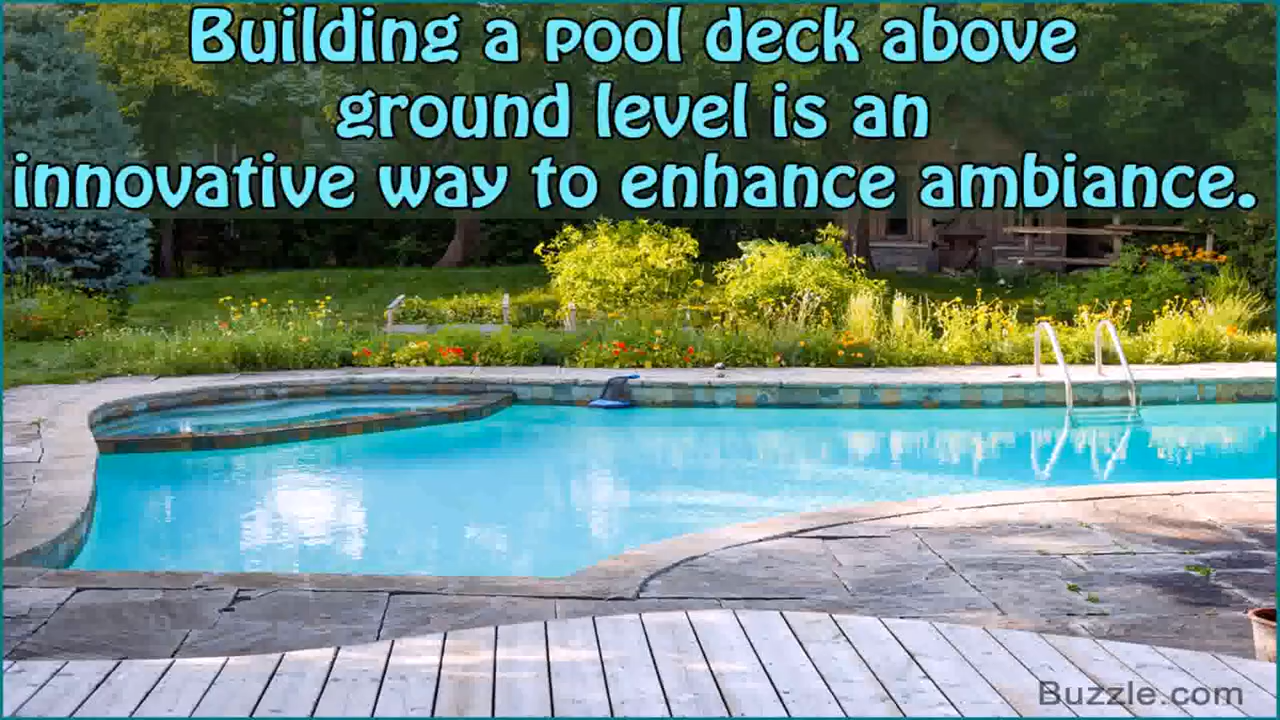 Building a pool deck above
ground level is an
innovative way to enhance ambiance.
Buzzle.com